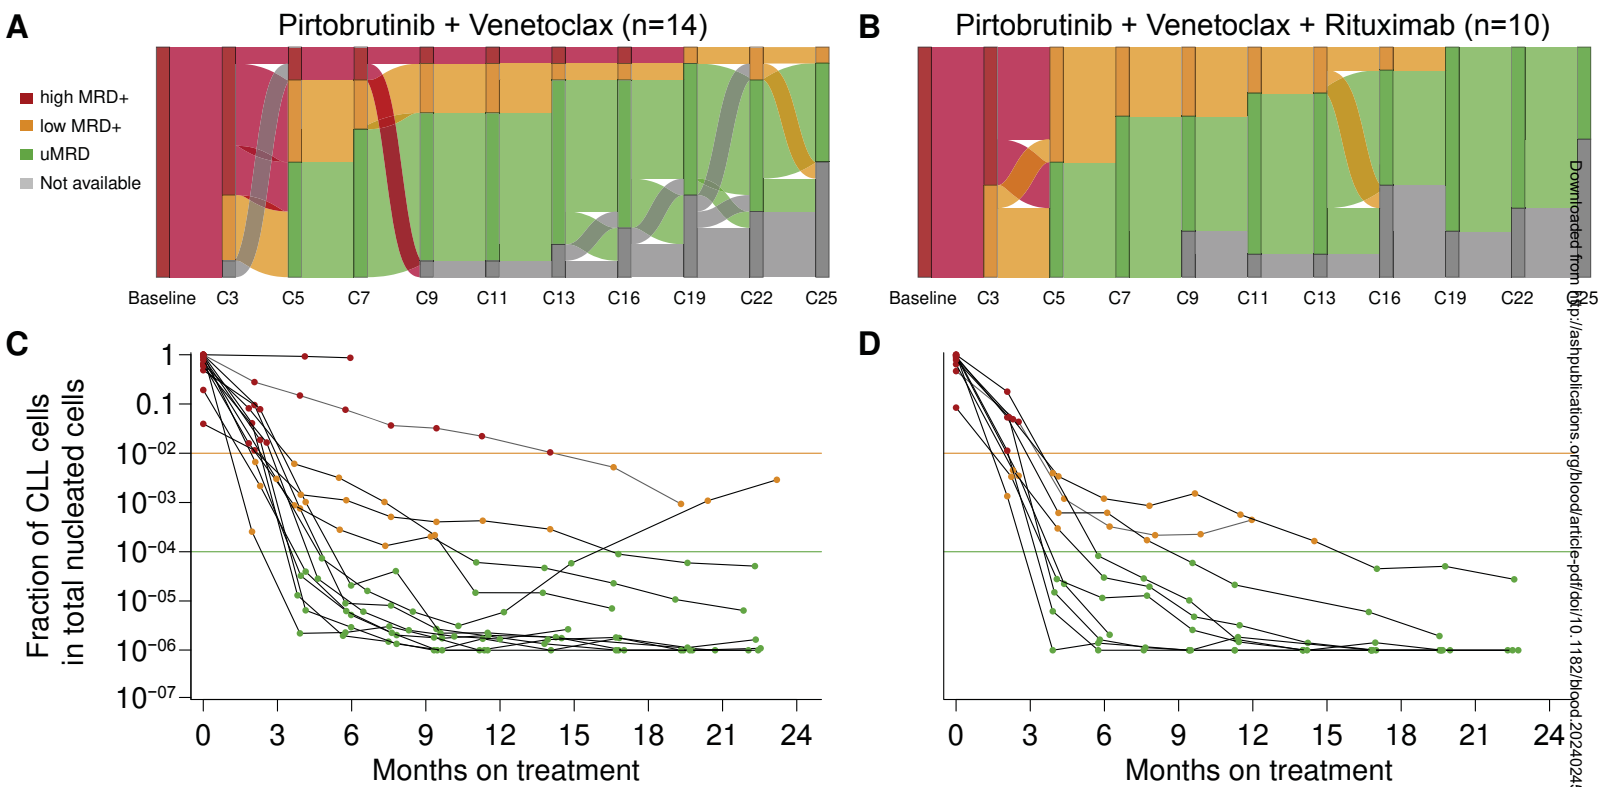 A
Pirtobrutinib + Venetoclax (n=14)
high MRD+
low MRD+
uMRD
Not available
Baseline C3 C5 C7 C9 C11 C13 C16 C19 C22 C25
B
Pirtobrutinib + Venetoclax + Rituximab (n=10)
Baseline C3 C5 C7 C9 C11 C13 C16 C19 C22 C25
C
Fraction of CLL cells
in total nucleated cells
1
0.1
10−02
10−03
10−04
10−05
10−06
10−07
0 3 6 9 12 15 18 21 24
Months on treatment
D
0 3 6 9 12 15 18 21 24
Months on treatment
Downloaded from http://ashpublications.org/blood/article-pdf/doi/10.1182/blood.20240245